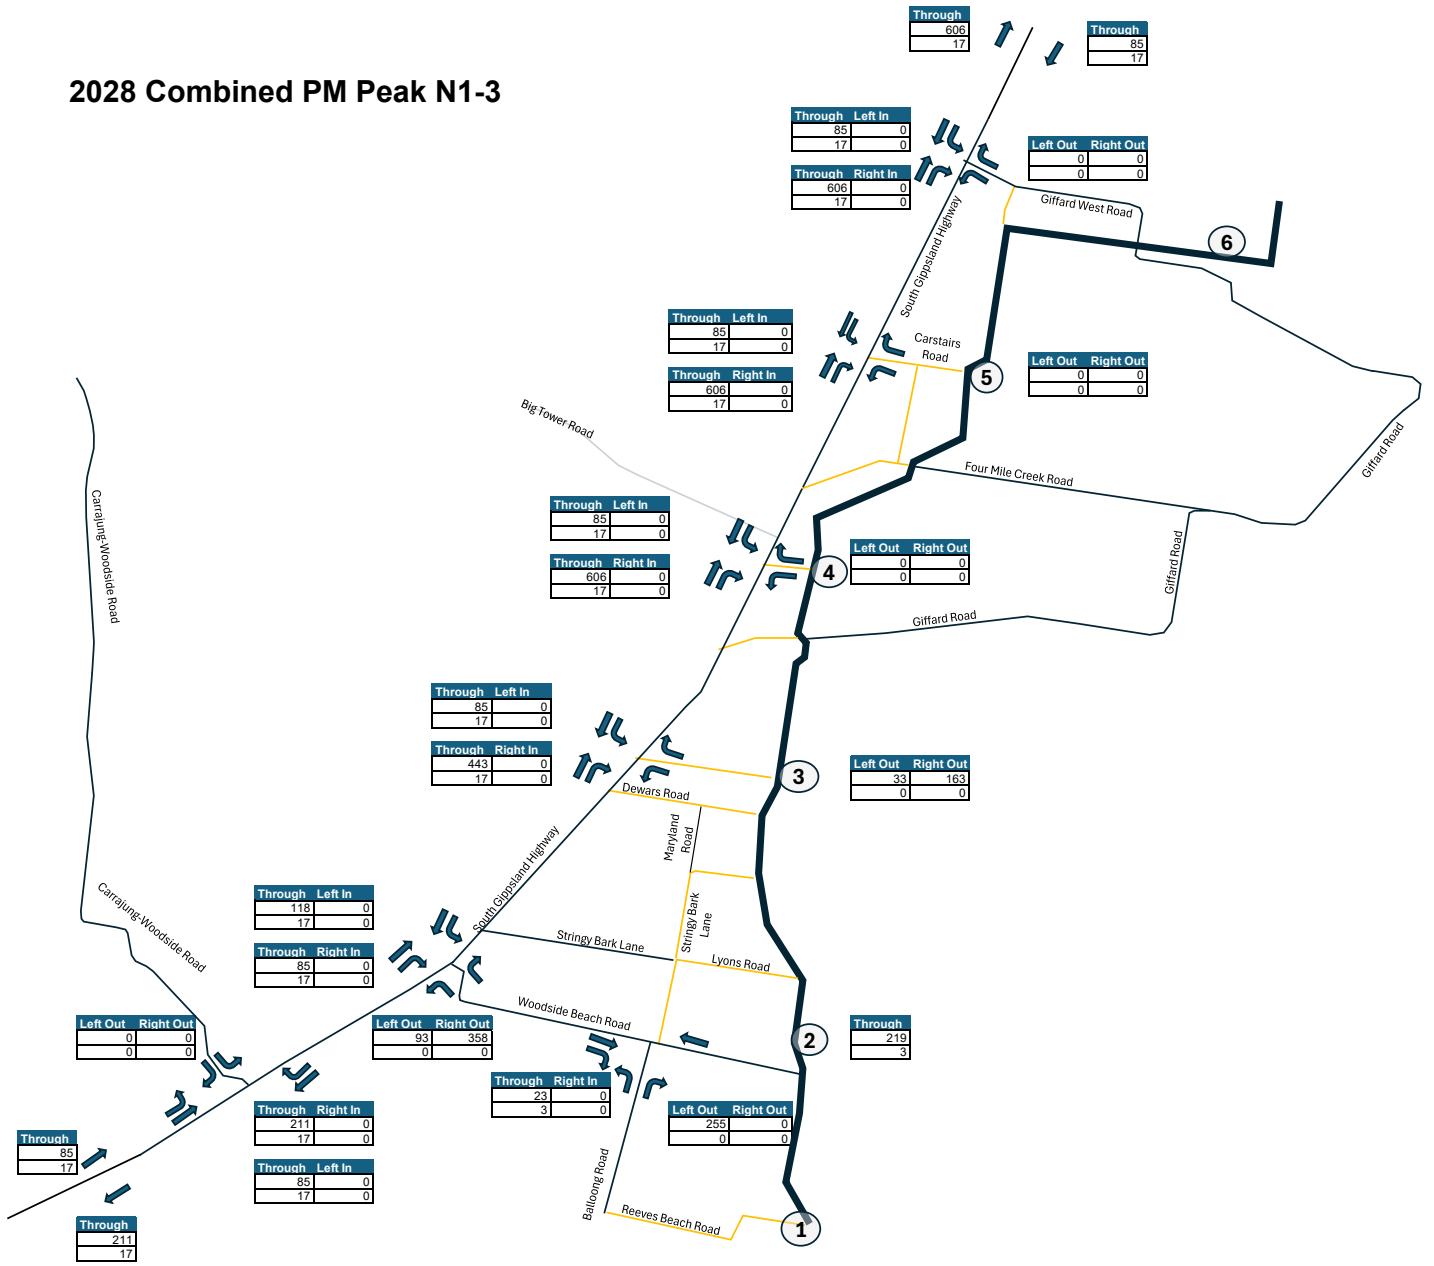 Through
606
17
Through
85
17
2028 Combined PM Peak N1-3
Through Left In
85 0
17 0
Left Out Right Out
0 0
0 0
Through Right In
606 0
17 0
Giffard West Road
6
South Gippsland Highway
Through Left In
85 0
17 0
Carstairs
Road
Left Out Right Out
0 0
0 0
Through Right In
606 0
17 0
5
Big Tower Road
Giffard Road
Four Mile Creek Road
Carrajung-Woodside Road
Through Left In
85 0
17 0
Through Right In
606 0
17 0
Left Out Right Out
0 0
0 0
4
Giffard Road
Giffard Road
Through Left In
85 0
17 0
Through Right In
443 0
17 0
3
Left Out Right Out
33 163
0 0
Dewars Road
Maryland
Road
South Gippsland Highway
Carrajung-Woodside Road
Through Left In
118 0
17 0
Stringy Bark
Lane
Stringy Bark Lane
Lyons Road
Through Right In
85 0
17 0
Woodside Beach Road
Left Out Right Out
0 0
0 0
Left Out Right Out
93 358
0 0
2
Through
219
3
Through Right In
23 0
3 0
Left Out Right Out
255 0
0 0
Through Right In
211 0
17 0
Through
85
17
Through Left In
85 0
17 0
Balloong Road
Reeves Beach Road
1
Through
211
17